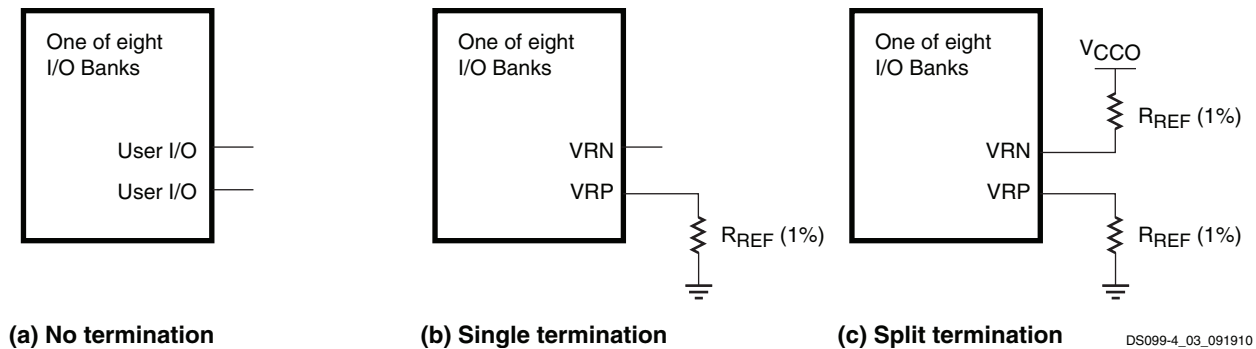 One of eight
I/O Banks
User I/O
User I/O
(a) No termination
One of eight
I/O Banks
VRN
VRP
RREF (1%)
(b) Single termination
One of eight
I/O Banks
VCCO
RREF (1%)
VRN
VRP
RREF (1%)
(c) Split termination
DS099-4_03_091910